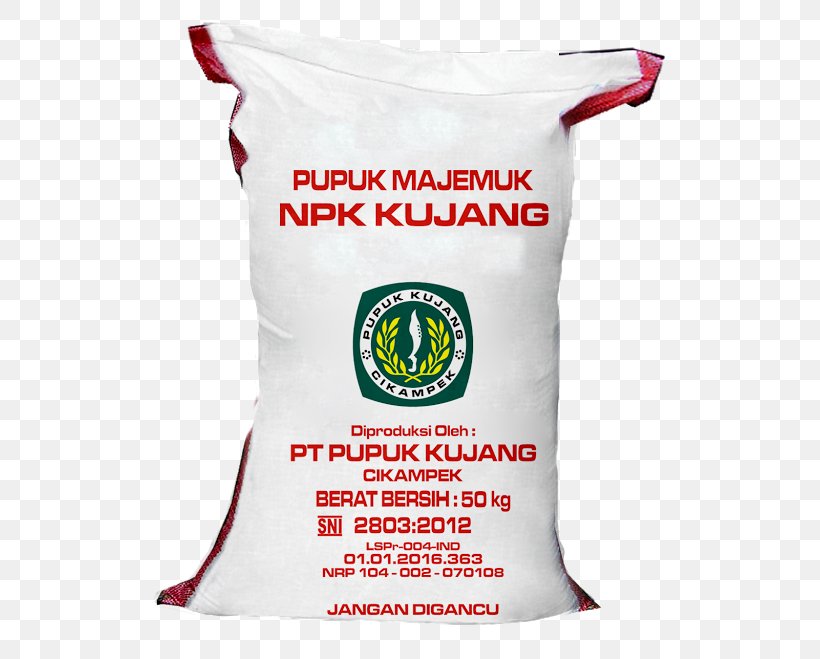 PUPUK MAJEMUK
NPK KUJANG
PUPUK KUJANG
CIKAMPEK
Diproduksi Oleh :
PT PUPUK KUJANG
CIKAMPEK
BERAT BERSIH : 50 kg
SNI 2803:2012
LSPr-004-IND
01.01.2016.363
NRP 104 - 002 - 070108
JANGAN DIGANCU